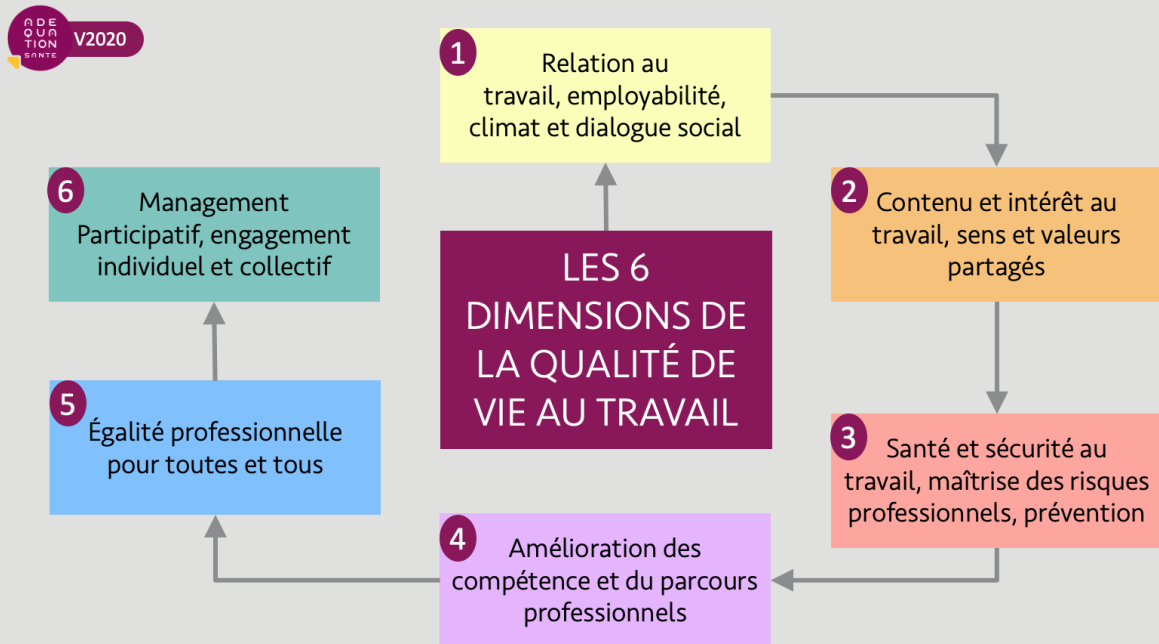 ADE
QUA
TION
SANTE
V2020
1
Relation au
travail, employabilité,
climat et dialogue social
2
Contenu et intérêt au
travail, sens et valeurs
partagés
3
Santé et sécurité au
travail, maîtrise des risques
professionnels, prévention
4
Amélioration des
compétence et du parcours
professionnels
5
Égalité professionnelle
pour toutes et tous
6
Management
Participatif, engagement
individuel et collectif
LES 6
DIMENSIONS DE
LA QUALITÉ DE
VIE AU TRAVAIL